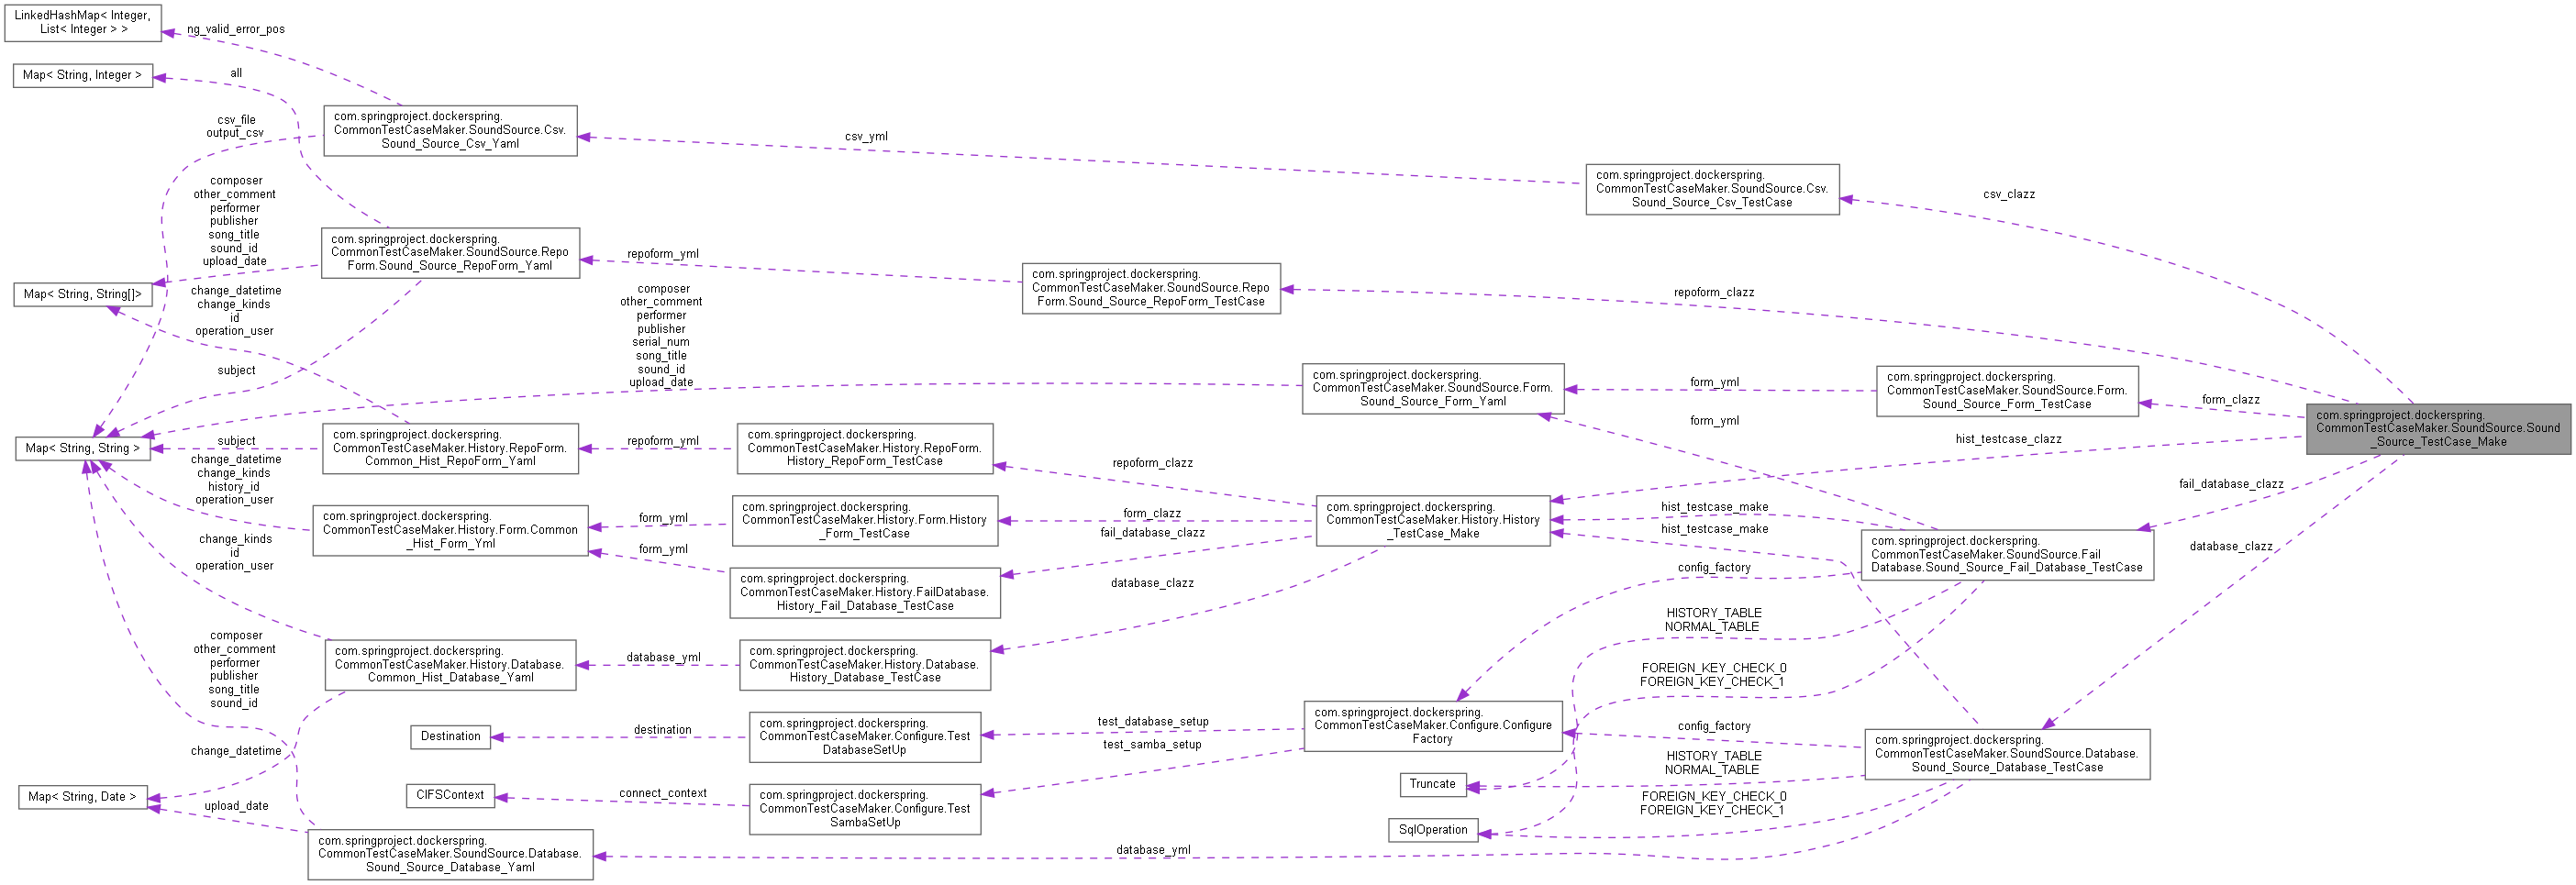 LinkedHashMap< Integer,
List< Integer > >
ng_valid_error_pos
Map< String, Integer >
all
com.springproject.dockerspring.
CommonTestCaseMaker.SoundSource.Csv.
Sound_Source_Csv_Yaml
csv_file
output_csv
csv_yml
com.springproject.dockerspring.
CommonTestCaseMaker.SoundSource.Csv.
Sound_Source_Csv_TestCase
csv_clazz
composer
other_comment
performer
publisher
song_title
sound_id
upload_date
com.springproject.dockerspring.
CommonTestCaseMaker.SoundSource.Repo
Form.Sound_Source_RepoForm_Yaml
repoform_yml
com.springproject.dockerspring.
CommonTestCaseMaker.SoundSource.Repo
Form.Sound_Source_RepoForm_TestCase
repoform_clazz
Map< String, String[]>
change_datetime
change_kinds
id
operation_user
composer
other_comment
performer
publisher
serial_num
song_title
sound_id
upload_date
subject
com.springproject.dockerspring.
CommonTestCaseMaker.SoundSource.Form.
Sound_Source_Form_Yaml
form_yml
com.springproject.dockerspring.
CommonTestCaseMaker.SoundSource.Form.
Sound_Source_Form_TestCase
form_clazz
com.springproject.dockerspring.
CommonTestCaseMaker.SoundSource.Sound
_Source_TestCase_Make
form_yml
Map< String, String >
subject
com.springproject.dockerspring.
CommonTestCaseMaker.History.RepoForm.
Common_Hist_RepoForm_Yaml
repoform_yml
com.springproject.dockerspring.
CommonTestCaseMaker.History.RepoForm.
History_RepoForm_TestCase
repoform_clazz
hist_testcase_clazz
change_datetime
change_kinds
history_id
operation_user
com.springproject.dockerspring.
CommonTestCaseMaker.History.Form.Common
_Hist_Form_Yml
form_yml
com.springproject.dockerspring.
CommonTestCaseMaker.History.Form.History
_Form_TestCase
form_clazz
com.springproject.dockerspring.
CommonTestCaseMaker.History.History
_TestCase_Make
hist_testcase_make
hist_testcase_make
fail_database_clazz
form_yml
com.springproject.dockerspring.
CommonTestCaseMaker.History.FailDatabase.
History_Fail_Database_TestCase
fail_database_clazz
com.springproject.dockerspring.
CommonTestCaseMaker.SoundSource.Fail
Database.Sound_Source_Fail_Database_TestCase
database_clazz
change_kinds
id
operation_user
database_clazz
config_factory
HISTORY_TABLE
NORMAL_TABLE
composer
other_comment
performer
publisher
song_title
sound_id
com.springproject.dockerspring.
CommonTestCaseMaker.History.Database.
Common_Hist_Database_Yaml
database_yml
com.springproject.dockerspring.
CommonTestCaseMaker.History.Database.
History_Database_TestCase
FOREIGN_KEY_CHECK_0
FOREIGN_KEY_CHECK_1
Destination
destination
com.springproject.dockerspring.
CommonTestCaseMaker.Configure.Test
DatabaseSetUp
test_database_setup
com.springproject.dockerspring.
CommonTestCaseMaker.Configure.Configure
Factory
config_factory
com.springproject.dockerspring.
CommonTestCaseMaker.SoundSource.Database.
Sound_Source_Database_TestCase
test_samba_setup
change_datetime
HISTORY_TABLE
NORMAL_TABLE
Map< String, Date >
upload_date
CIFSContext
connect_context
com.springproject.dockerspring.
CommonTestCaseMaker.Configure.Test
SambaSetUp
Truncate
FOREIGN_KEY_CHECK_0
FOREIGN_KEY_CHECK_1
SqlOperation
com.springproject.dockerspring.
CommonTestCaseMaker.SoundSource.Database.
Sound_Source_Database_Yaml
database_yml